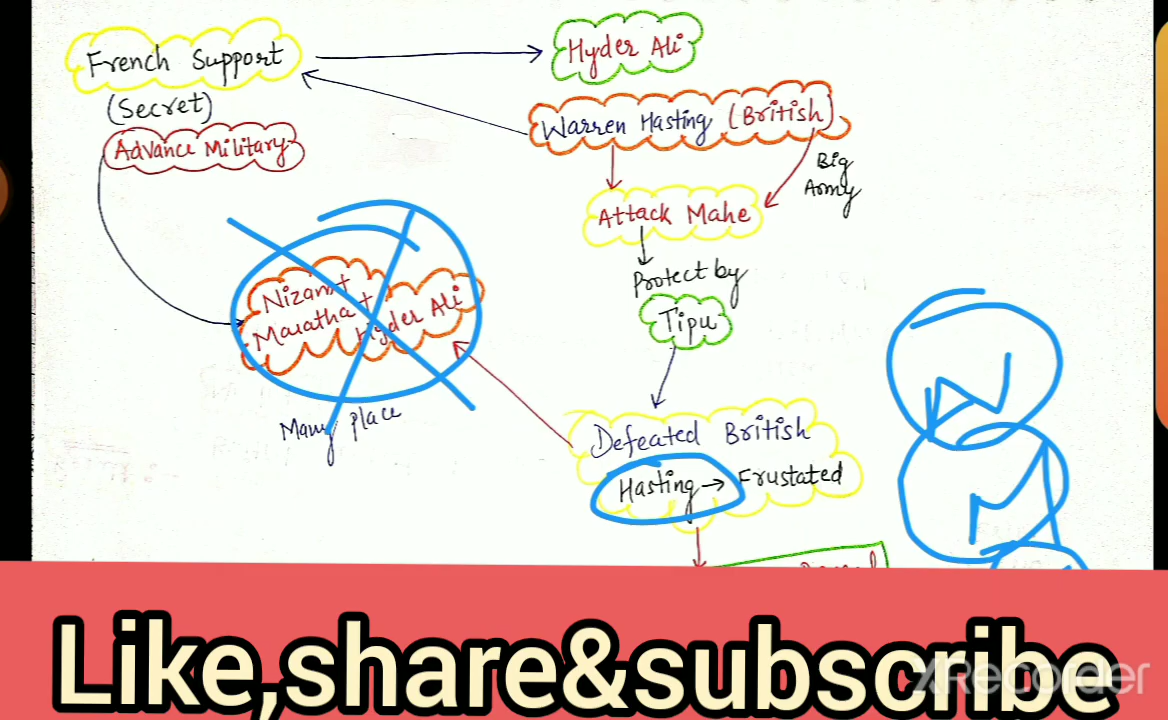 French Support
(Secret)
Advance Military
Hyder Ali
Warren Hasting (British)
Big
Army
Attack Mahe
Protect by
Tipu
Nizam +
Maratha +
Hyder Ali
Many place
Defeated British
Hasting → Frustated
N
M
Like,share&subscribe
XRecorder